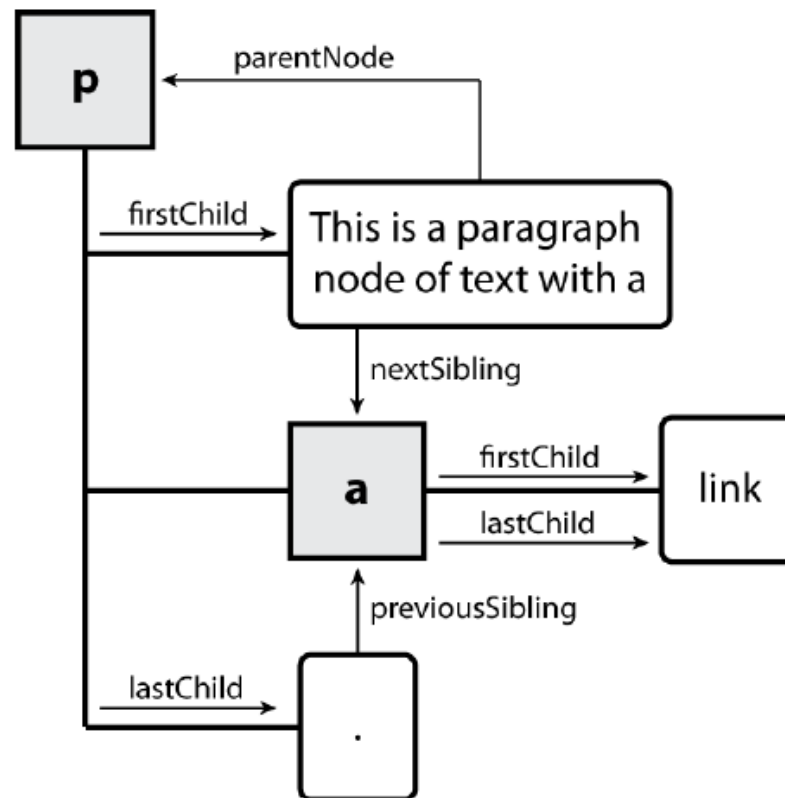 parentNode
p
firstChild
This is a paragraph
node of text with a
nextSibling
a
firstChild
lastChild
link
previousSibling
lastChild
.